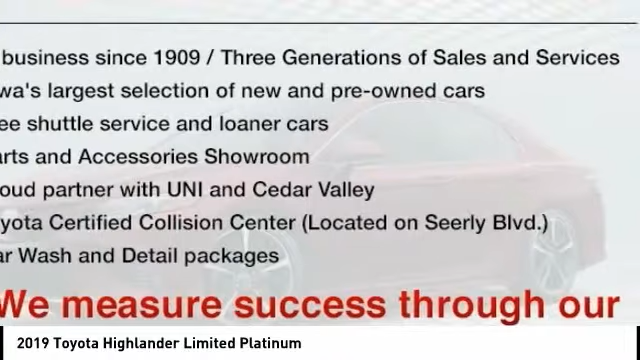 business since 1909 / Three Generations of Sales and Services
wa's largest selection of new and pre-owned cars
ee shuttle service and loaner cars
arts and Accessories Showroom
oud partner with UNI and Cedar Valley
yota Certified Collision Center (Located on Seerly Blvd.)
ar Wash and Detail packages
We measure success through our
2019 Toyota Highlander Limited Platinum